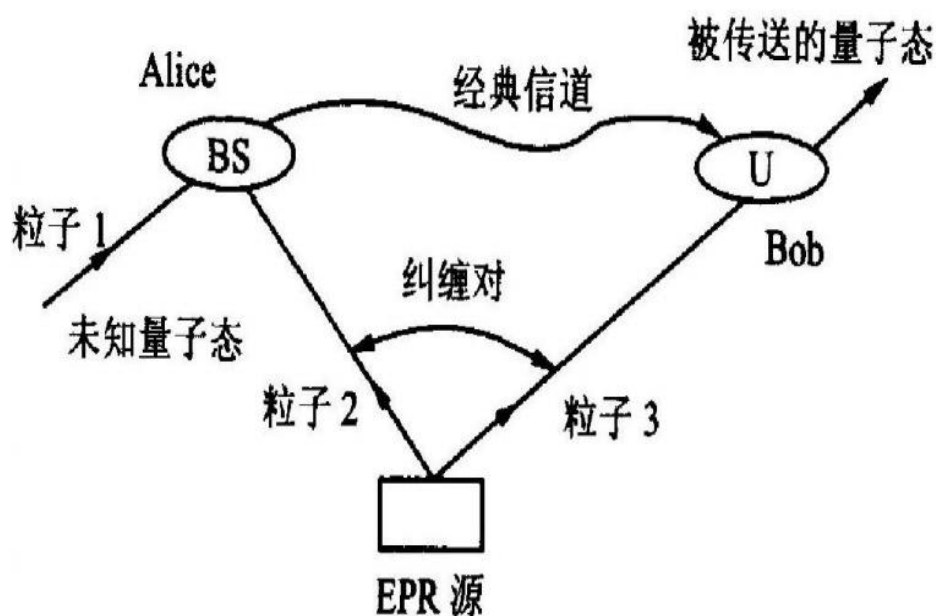 被传送的量子态
Alice
经典信道
BS
U
粒子 1
Bob
纠缠对
未知量子态
粒子 2
粒子 3
EPR 源